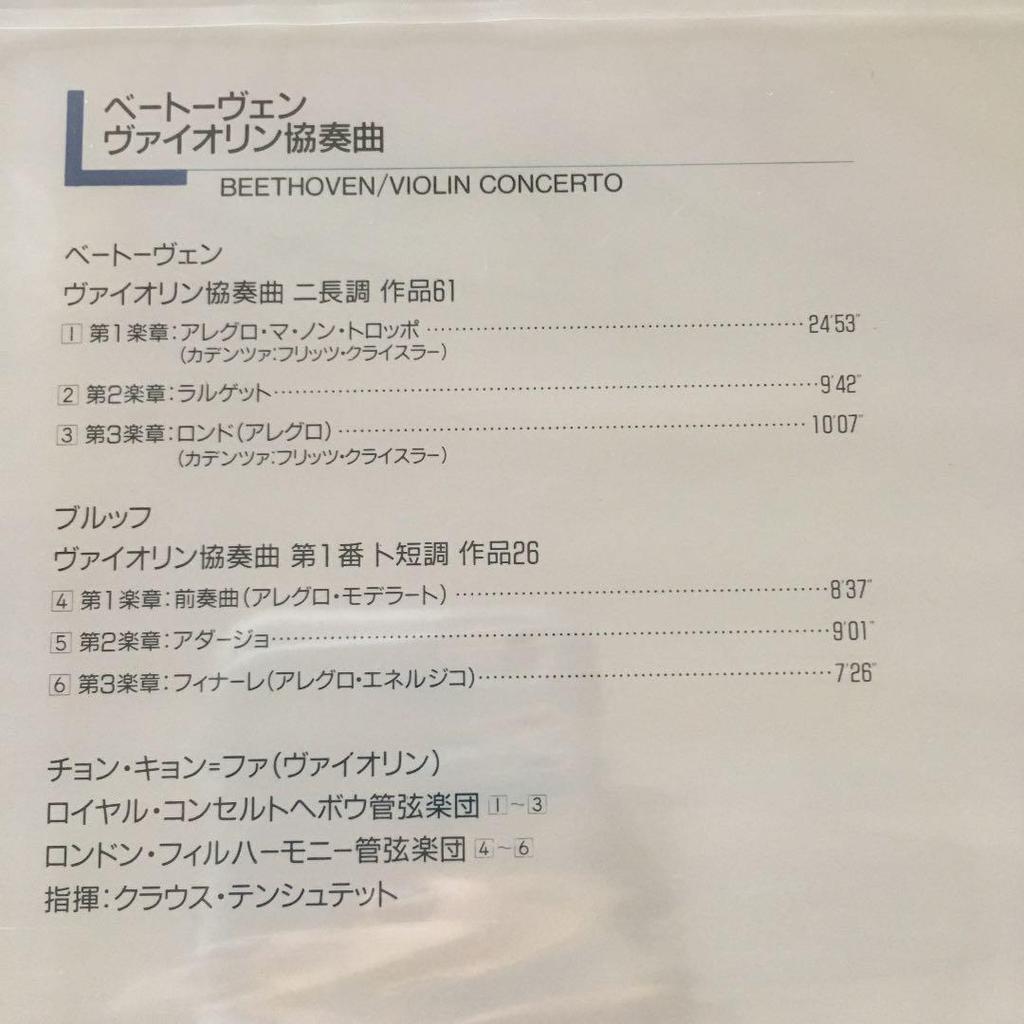 ベートーヴェン
ヴァイオリン協奏曲
BEETHOVEN/VIOLIN CONCERTO
ベートーヴェン
ヴァイオリン協奏曲 ニ長調 作品61
1 第1楽章:アレグロ・マ・ノン・トロッポ 24'53"
(カデンツァ:フリッツ・クライスラー)
2 第2楽章:ラルゲット 9'42"
3 第3楽章:ロンド(アレグロ) 10'07"
(カデンツァ:フリッツ・クライスラー)
ブルッフ
ヴァイオリン協奏曲 第1番 ト短調 作品26
4 第1楽章:前奏曲(アレグロ・モデラート) 8'37"
5 第2楽章:アダージョ 9'01"
6 第3楽章:フィナーレ(アレグロ・エネルジコ) 7'26"
チョン・キョン=ファ(ヴァイオリン)
ロイヤル・コンセルトヘボウ管弦楽団 1~3
ロンドン・フィルハーモニー管弦楽団 4~6
指揮:クラウス・テンシュテット